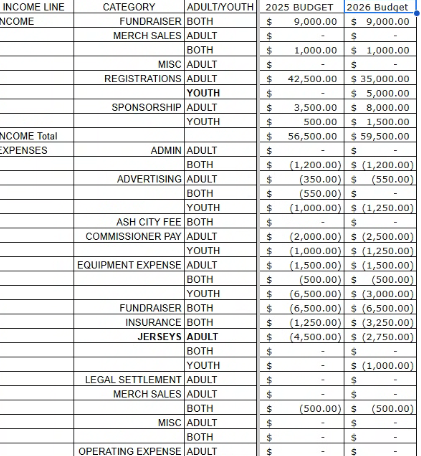 INCOME LINE CATEGORY ADULT/YOUTH 2025 BUDGET 2026 Budget
NCOME FUNDRAISER BOTH $ 9,000.00 $ 9,000.00
MERCH SALES ADULT $ - $ -
BOTH $ 1,000.00 $ 1,000.00
MISC ADULT $ - $ -
REGISTRATIONS ADULT $ 42,500.00 $ 35,000.00
YOUTH $ - $ 5,000.00
SPONSORSHIP ADULT $ 3,500.00 $ 8,000.00
YOUTH $ 500.00 $ 1,500.00
NCOME Total $ 56,500.00 $ 59,500.00
EXPENSES ADMIN ADULT $ - $ -
BOTH $ (1,200.00) $ (1,200.00)
ADVERTISING ADULT $ (350.00) $ (550.00)
BOTH $ (550.00) $ -
YOUTH $ (1,000.00) $ (1,250.00)
ASH CITY FEE BOTH $ - $ -
COMMISSIONER PAY ADULT $ (2,000.00) $ (2,500.00)
YOUTH $ (1,000.00) $ (1,250.00)
EQUIPMENT EXPENSE ADULT $ (1,500.00) $ (1,500.00)
BOTH $ (500.00) $ (500.00)
YOUTH $ (6,500.00) $ (3,000.00)
FUNDRAISER BOTH $ (6,500.00) $ (6,500.00)
INSURANCE BOTH $ (1,250.00) $ (3,250.00)
JERSEYS ADULT $ (4,500.00) $ (2,750.00)
BOTH $ - $ -
YOUTH $ - $ (1,000.00)
LEGAL SETTLEMENT ADULT $ - $ -
MERCH SALES ADULT $ - $ -
BOTH $ (500.00) $ (500.00)
MISC ADULT $ - $ -
BOTH $ - $ -
OPERATING EXPENSE ADULT $ - $ -